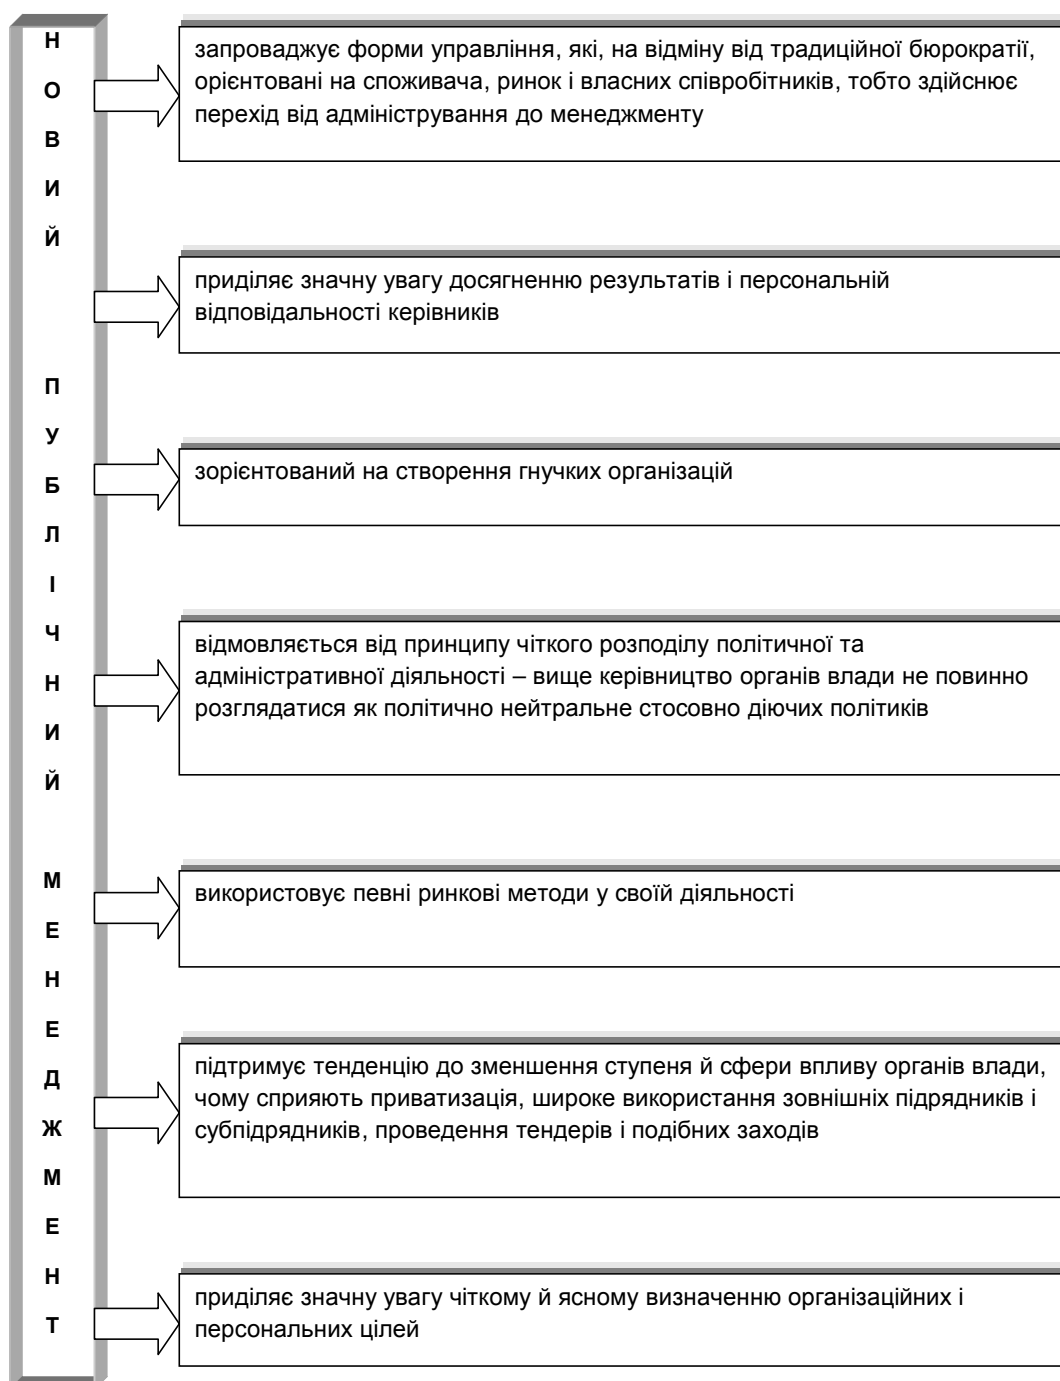 НОВИЙ ПУБЛІЧНИЙ МЕНЕДЖМЕНТ
запроваджує форми управління, які, на відміну від традиційної бюрократії,
орієнтовані на споживача, ринок і власних співробітників, тобто здійснює
перехід від адміністрування до менеджменту
приділяє значну увагу досягненню результатів і персональній
відповідальності керівників
зорієнтований на створення гнучких організацій
відмовляється від принципу чіткого розподілу політичної та
адміністративної діяльності – вище керівництво органів влади не повинно
розглядатися як політично нейтральне стосовно діючих політиків
використовує певні ринкові методи у своїй діяльності
підтримує тенденцію до зменшення ступеня й сфери впливу органів влади,
чому сприяють приватизація, широке використання зовнішніх підрядників і
субпідрядників, проведення тендерів і подібних заходів
приділяє значну увагу чіткому й ясному визначенню організаційних і
персональних цілей